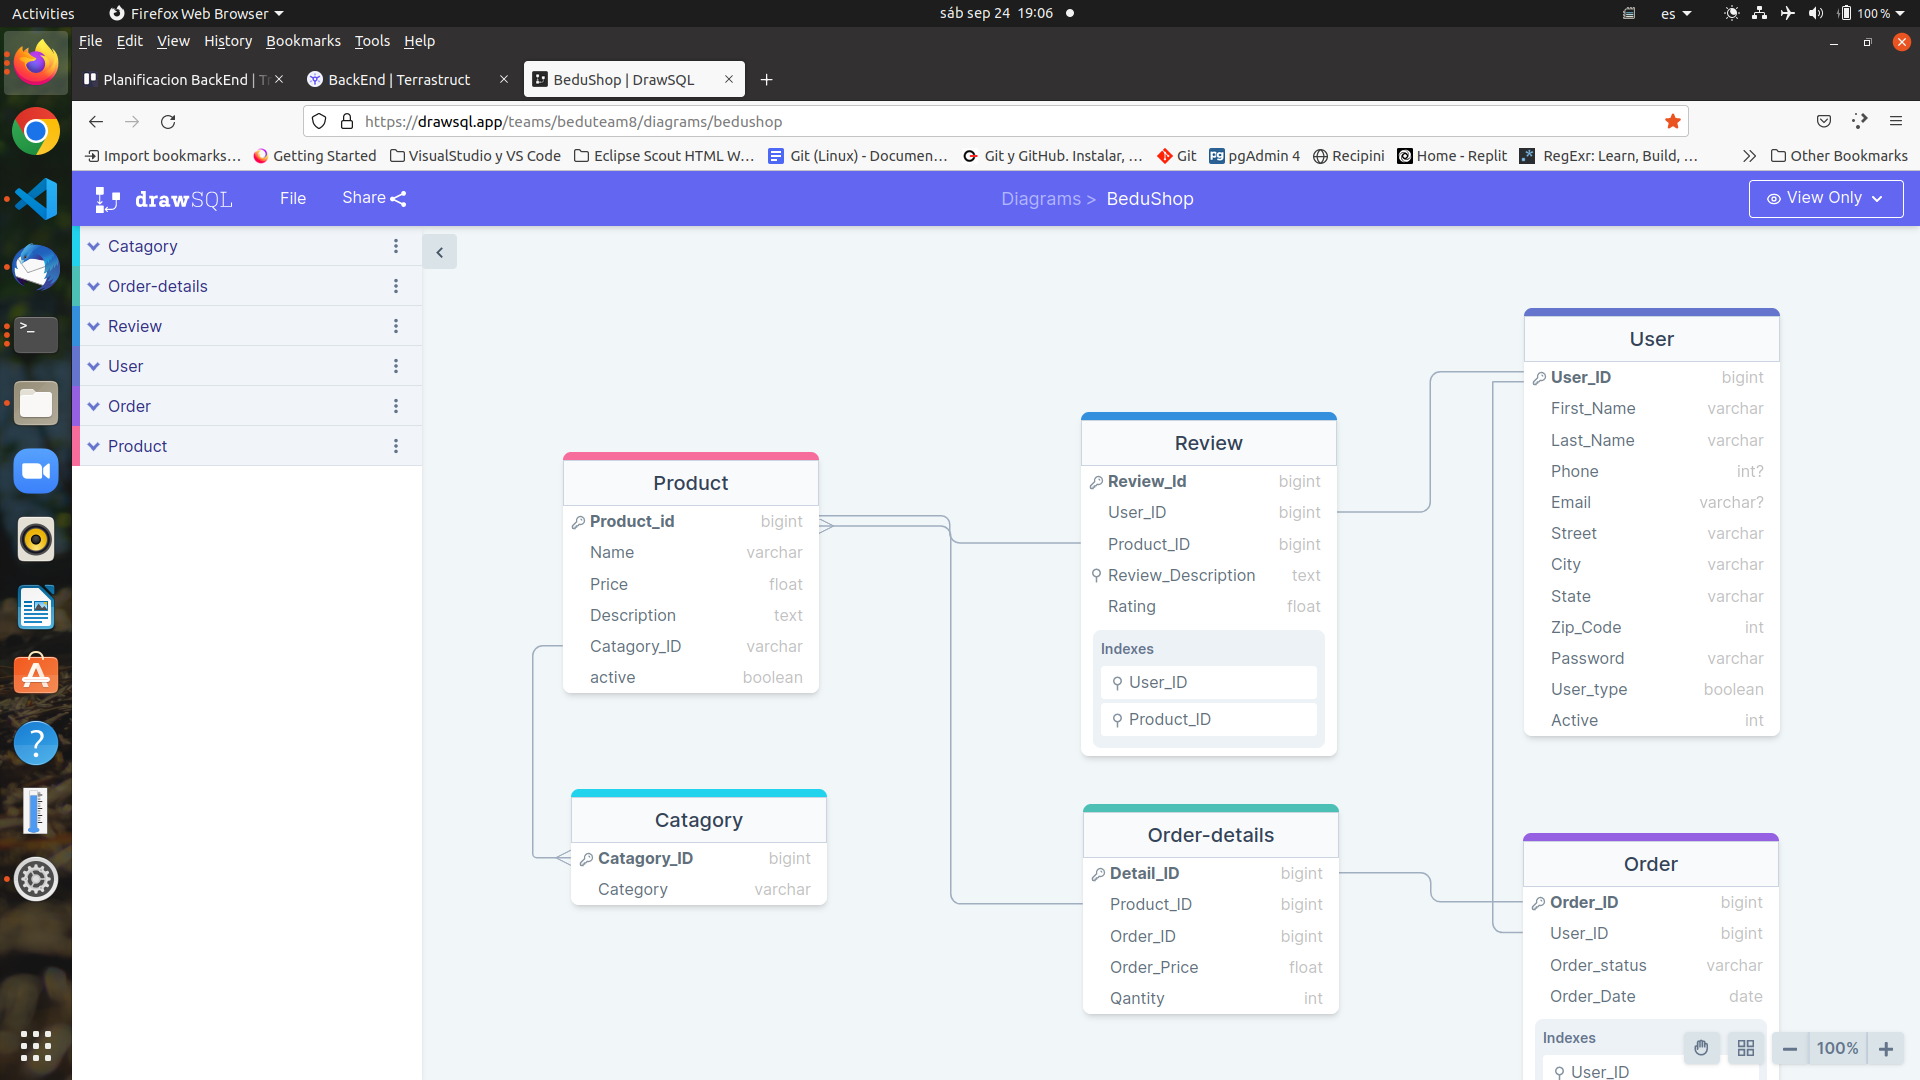 Activities
Firefox Web Browser
sáb sep 24 19:06
es
100 %
File Edit View History Bookmarks Tools Help
Planificacion BackEnd | Tr
BackEnd | Terrastruct
BeduShop | DrawSQL
https://drawsql.app/teams/beduteam8/diagrams/bedushop
Import bookmarks…
Getting Started
VisualStudio y VS Code
Eclipse Scout HTML W…
Git (Linux) - Documen…
Git y GitHub. Instalar, …
Git
pgAdmin 4
Recipini
Home - Replit
RegExr: Learn, Build, …
Other Bookmarks
drawSQL
File
Share
Diagrams > BeduShop
View Only
Catagory
Order-details
Review
User
Order
Product
Product
Product_id bigint
Name varchar
Price float
Description text
Catagory_ID varchar
active boolean
Catagory
Catagory_ID bigint
Category varchar
Review
Review_Id bigint
User_ID bigint
Product_ID bigint
Review_Description text
Rating float
Indexes
User_ID
Product_ID
Order-details
Detail_ID bigint
Product_ID bigint
Order_ID bigint
Order_Price float
Qantity int
User
User_ID bigint
First_Name varchar
Last_Name varchar
Phone int?
Email varchar?
Street varchar
City varchar
State varchar
Zip_Code int
Password varchar
User_type boolean
Active int
Order
Order_ID bigint
User_ID bigint
Order_status varchar
Order_Date date
Indexes
User_ID
100%